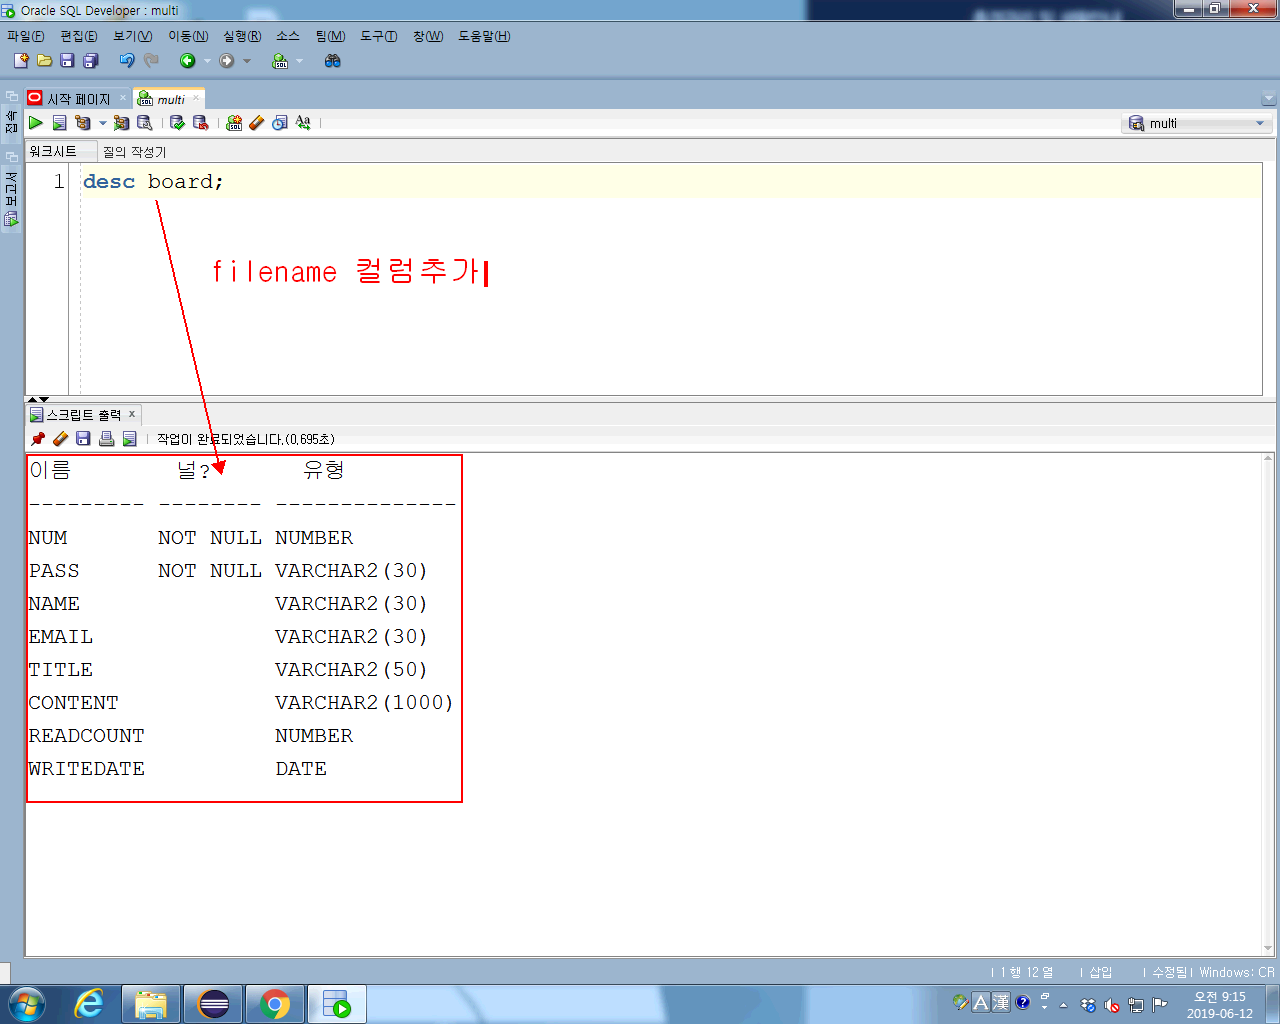 Oracle SQL Developer : multi
파일(F) 편집(E) 보기(V) 이동(N) 실행(R) 소스 팀(M) 도구(T) 창(W) 도움말(H)
시작 페이지 × multi ×
접속
보고서
multi
워크시트 질의 작성기
1 desc board;
filename 컬럼추가
스크립트 출력 ×
작업이 완료되었습니다.(0,695초)
이름 널? 유형
--------- -------- --------------
NUM NOT NULL NUMBER
PASS NOT NULL VARCHAR2(30)
NAME VARCHAR2(30)
EMAIL VARCHAR2(30)
TITLE VARCHAR2(50)
CONTENT VARCHAR2(1000)
READCOUNT NUMBER
WRITEDATE DATE
1 행 12 열 삽입 수정됨 Windows: CR
A 漢
오전 9:15
2019-06-12